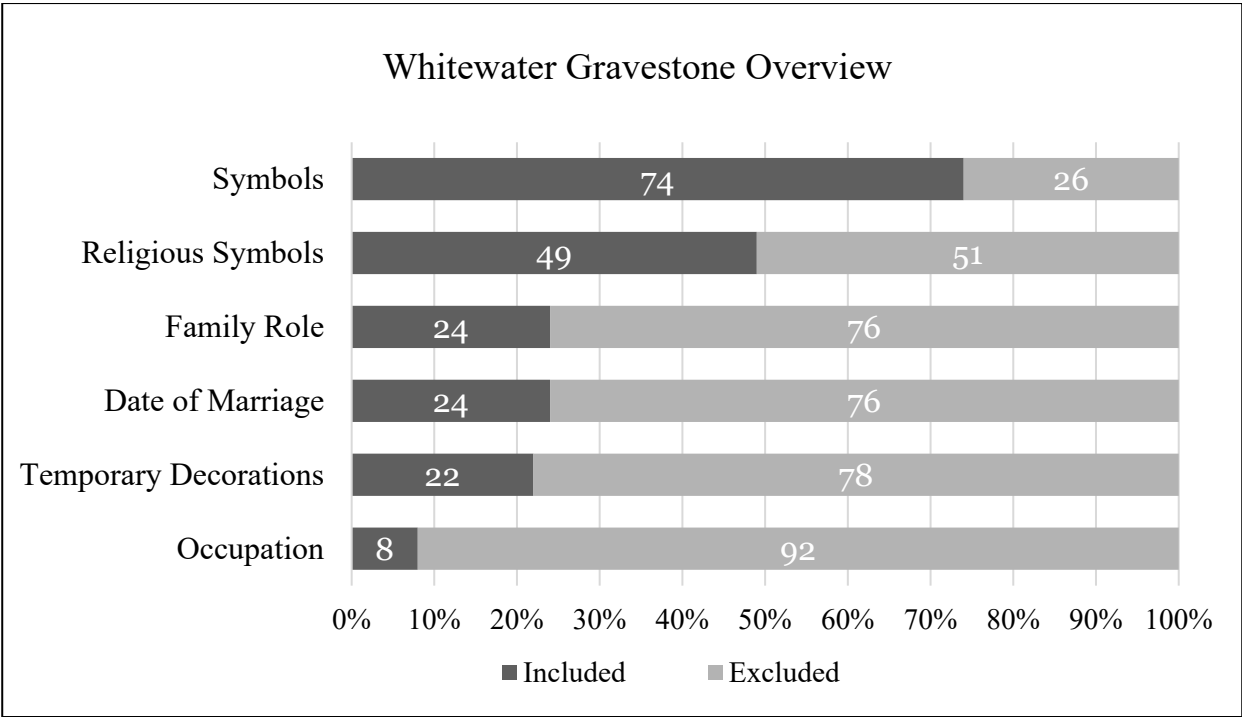 Whitewater Gravestone Overview
Symbols 74 26
Religious Symbols 49 51
Family Role 24 76
Date of Marriage 24 76
Temporary Decorations 22 78
Occupation 8 92
0% 10% 20% 30% 40% 50% 60% 70% 80% 90% 100%
Included Excluded